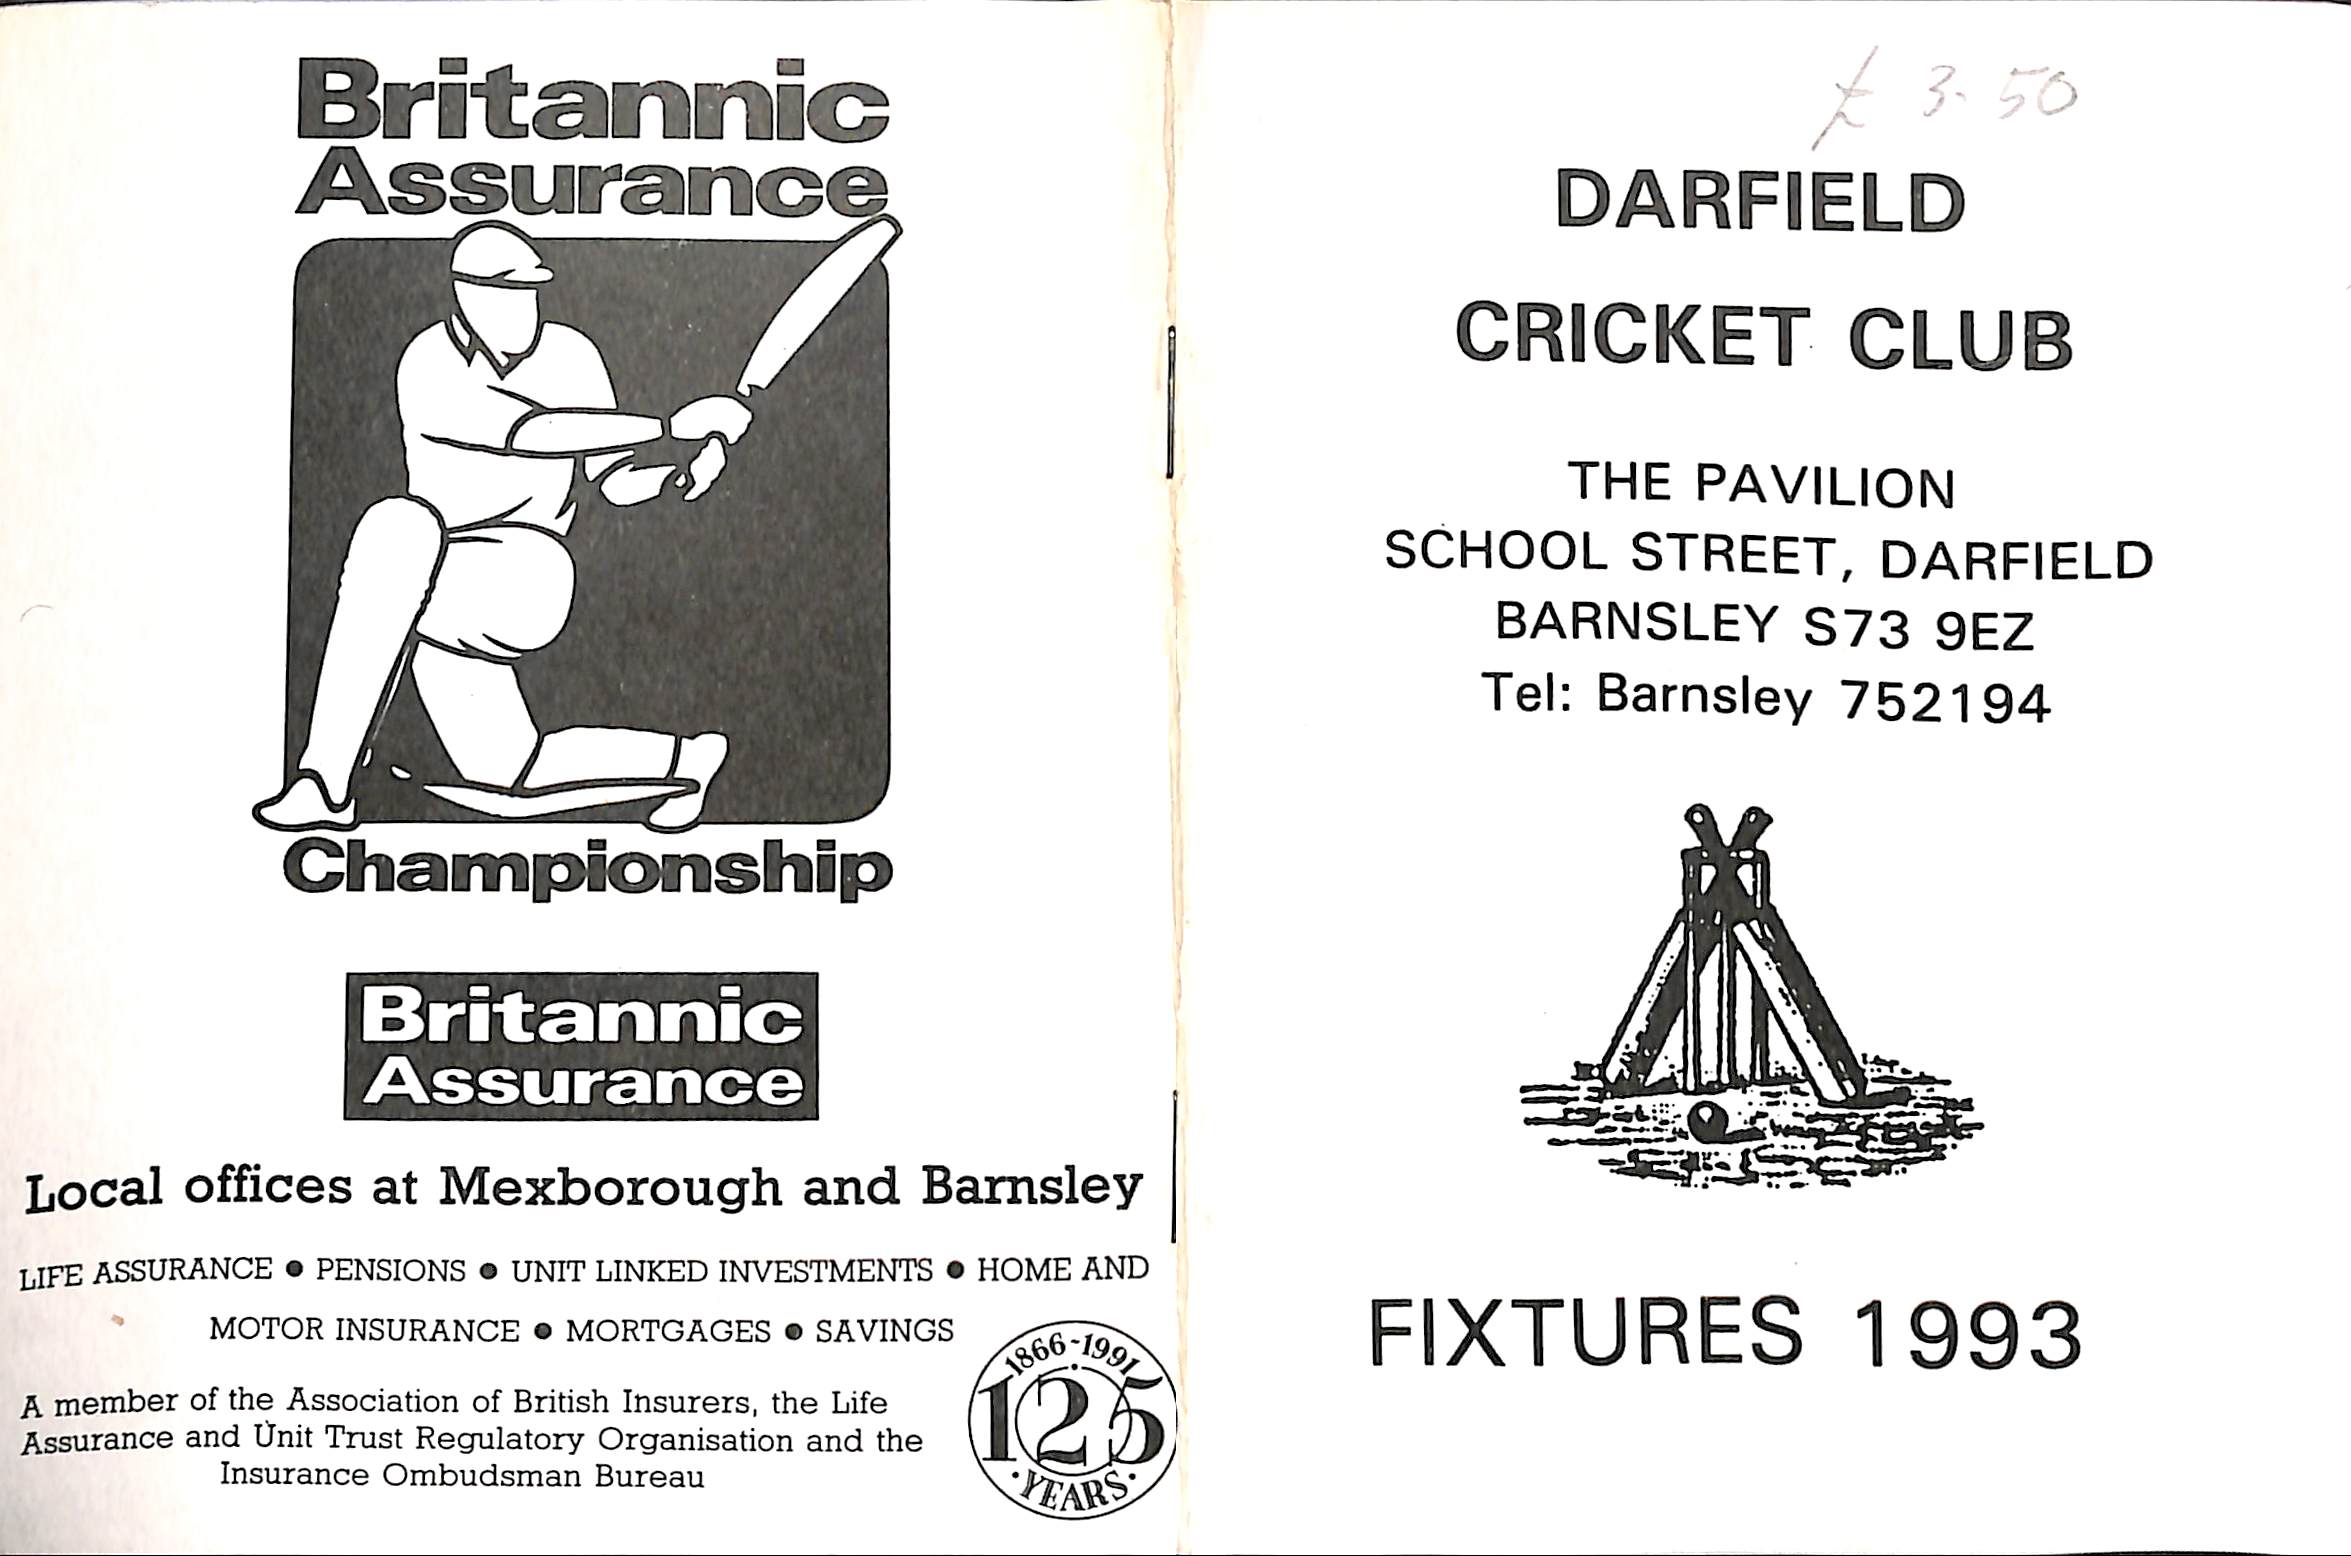 Britannic
Assurance
Championship
Britannic
Assurance
Local offices at Mexborough and Barnsley
LIFE ASSURANCE ● PENSIONS ● UNIT LINKED INVESTMENTS ● HOME AND
MOTOR INSURANCE ● MORTGAGES ● SAVINGS
A member of the Association of British Insurers, the Life
Assurance and Unit Trust Regulatory Organisation and the
Insurance Ombudsman Bureau
1866-1991
125
· YEARS ·
£ 3.50
DARFIELD
CRICKET CLUB
THE PAVILION
SCHOOL STREET, DARFIELD
BARNSLEY S73 9EZ
Tel: Barnsley 752194
FIXTURES 1993